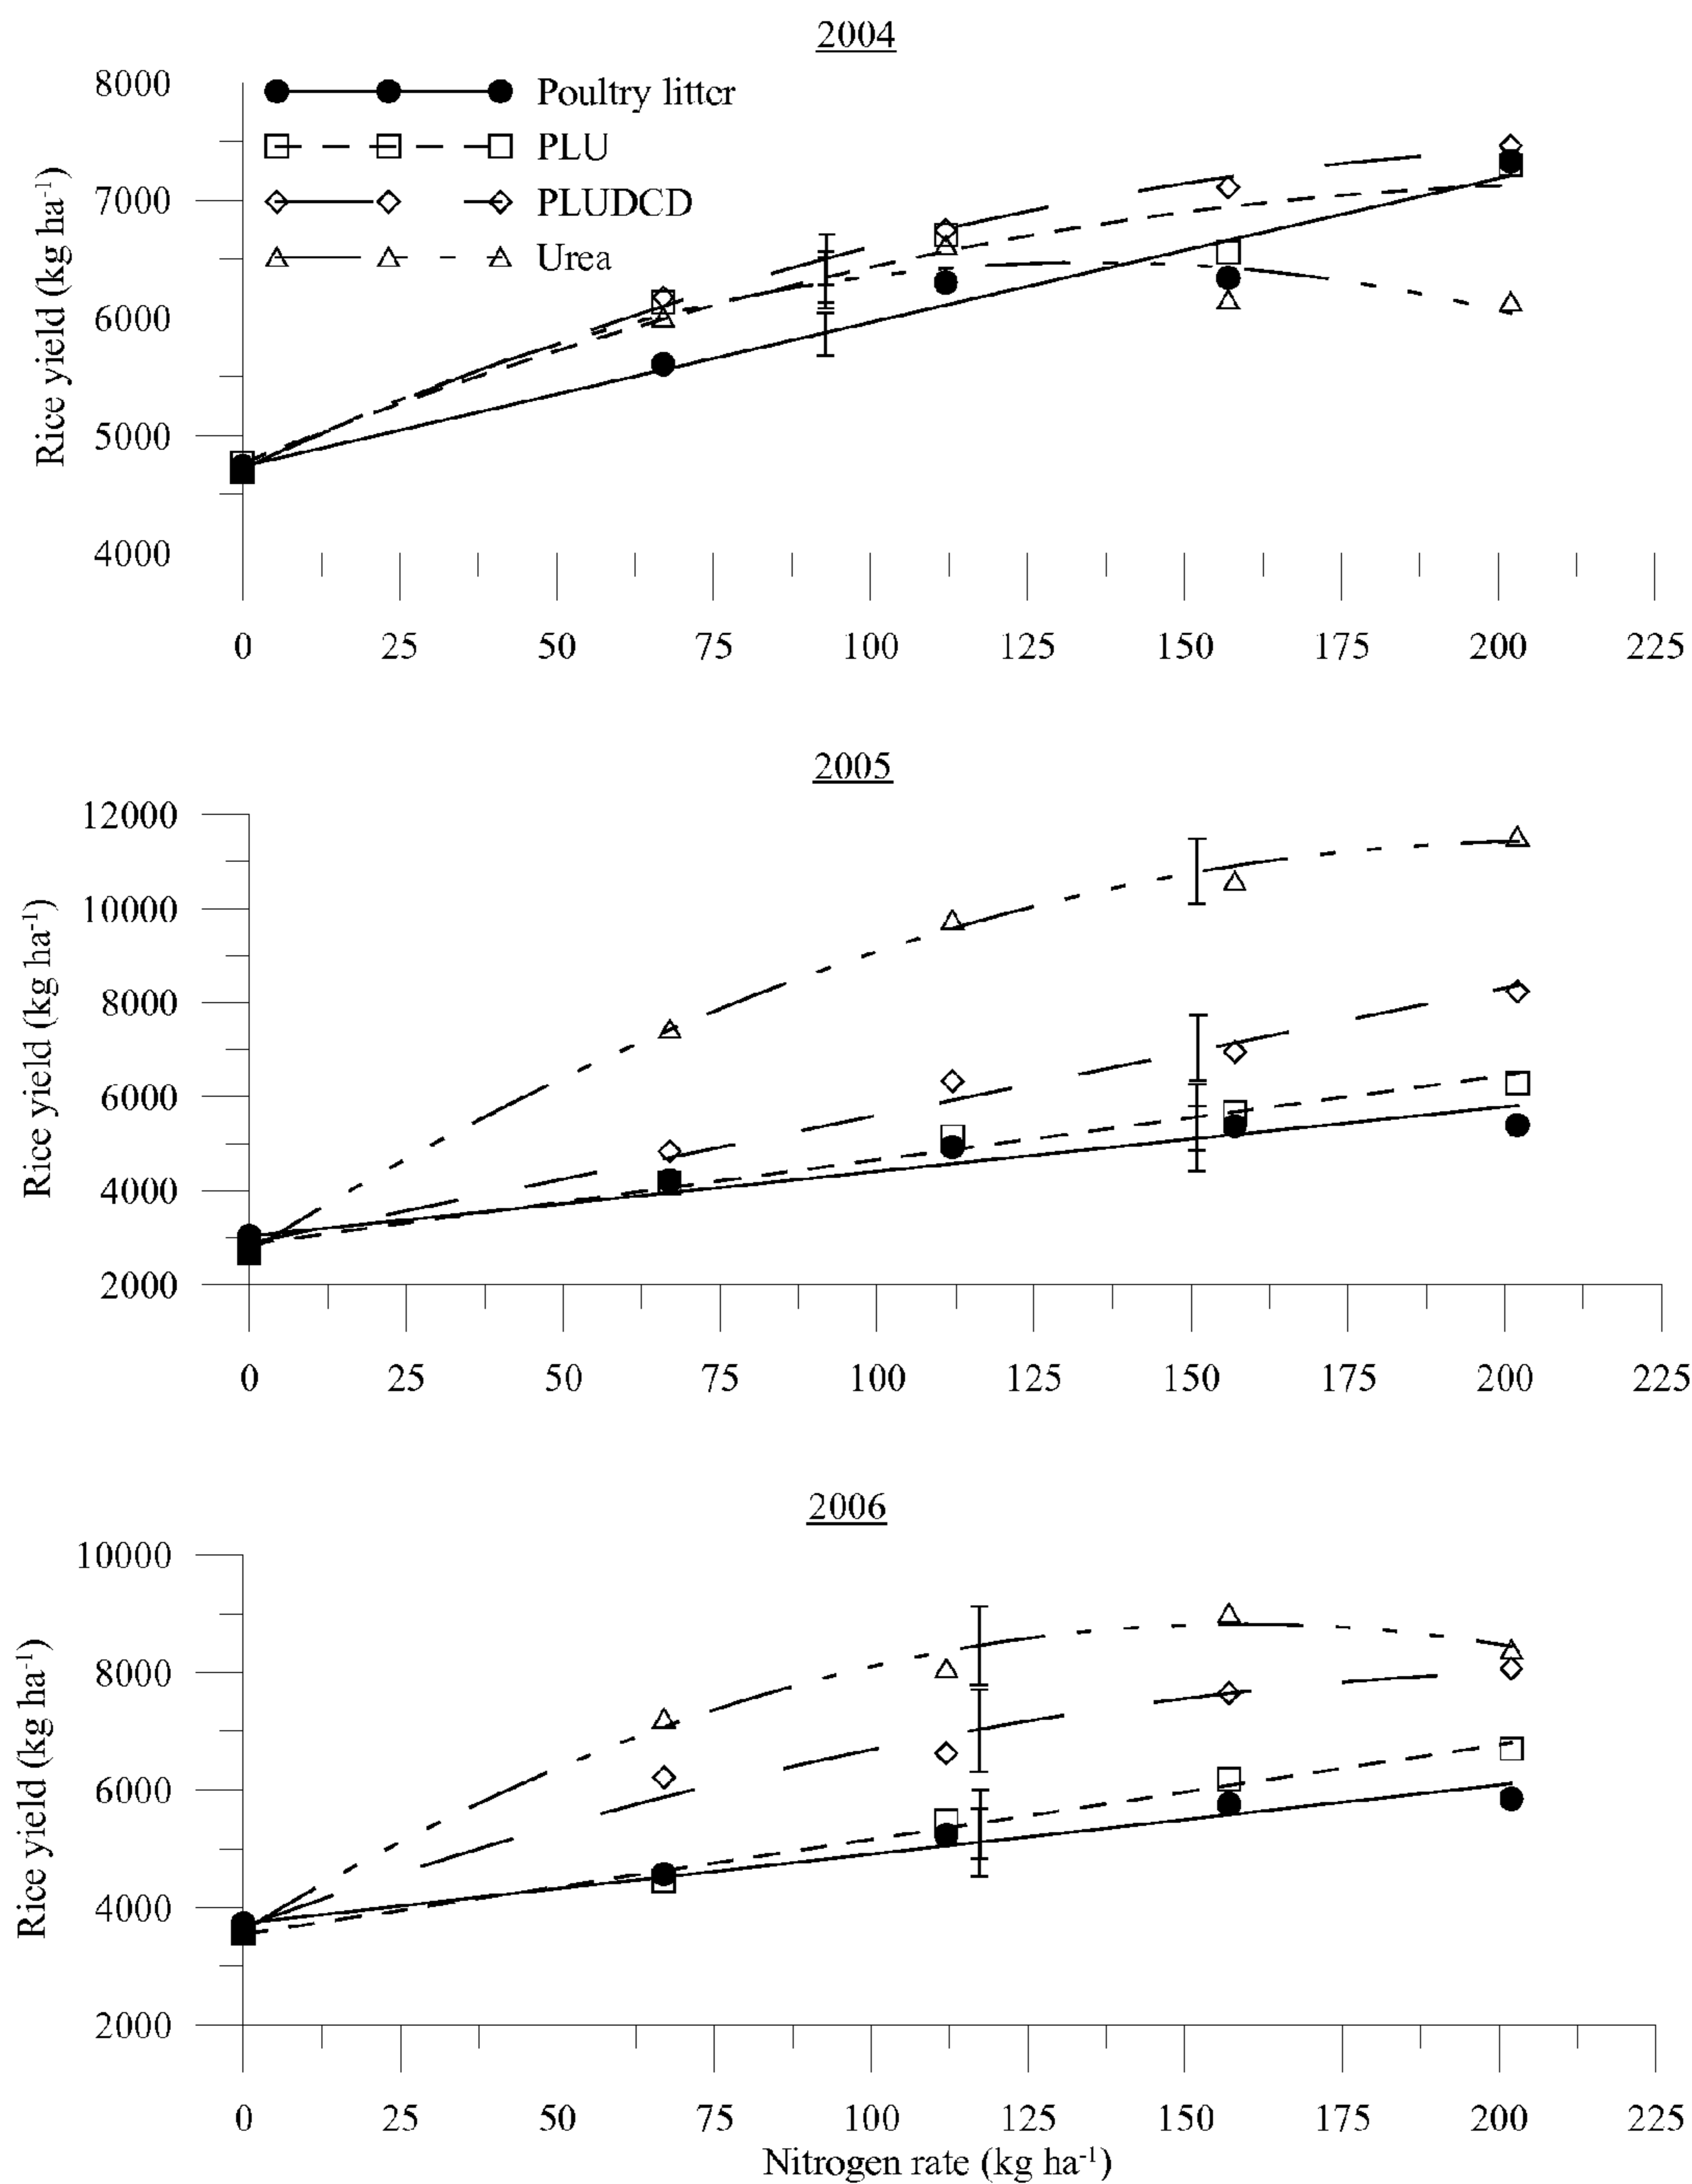 2004
8000
7000
6000
5000
4000
Rice yield (kg ha⁻¹)
Poultry litter
PLU
PLUDCD
Urea
0 25 50 75 100 125 150 175 200 225
2005
12000
10000
8000
6000
4000
2000
Rice yield (kg ha⁻¹)
0 25 50 75 100 125 150 175 200 225
2006
10000
8000
6000
4000
2000
Rice yield (kg ha⁻¹)
0 25 50 75 100 125 150 175 200 225
Nitrogen rate (kg ha⁻¹)